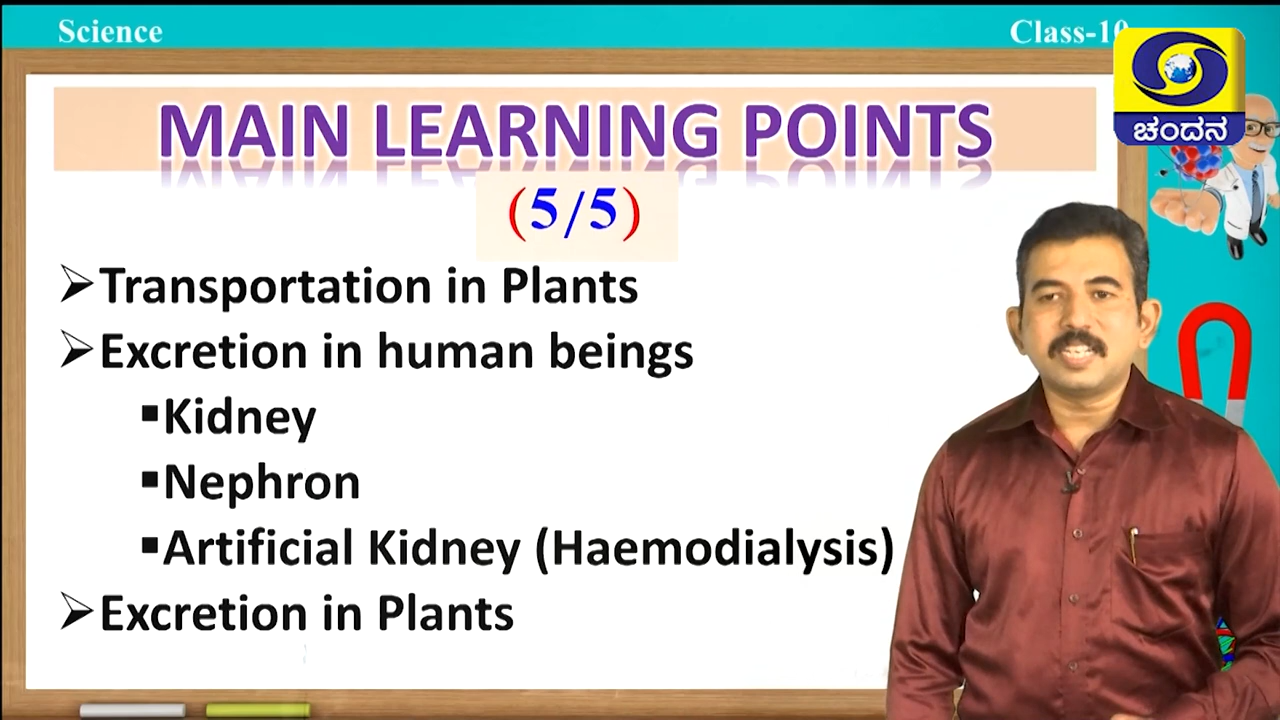 Science
Class-10
ಚಂದನ
MAIN LEARNING POINTS
(5/5)
➢Transportation in Plants
➢Excretion in human beings
▪Kidney
▪Nephron
▪Artificial Kidney (Haemodialysis)
➢Excretion in Plants